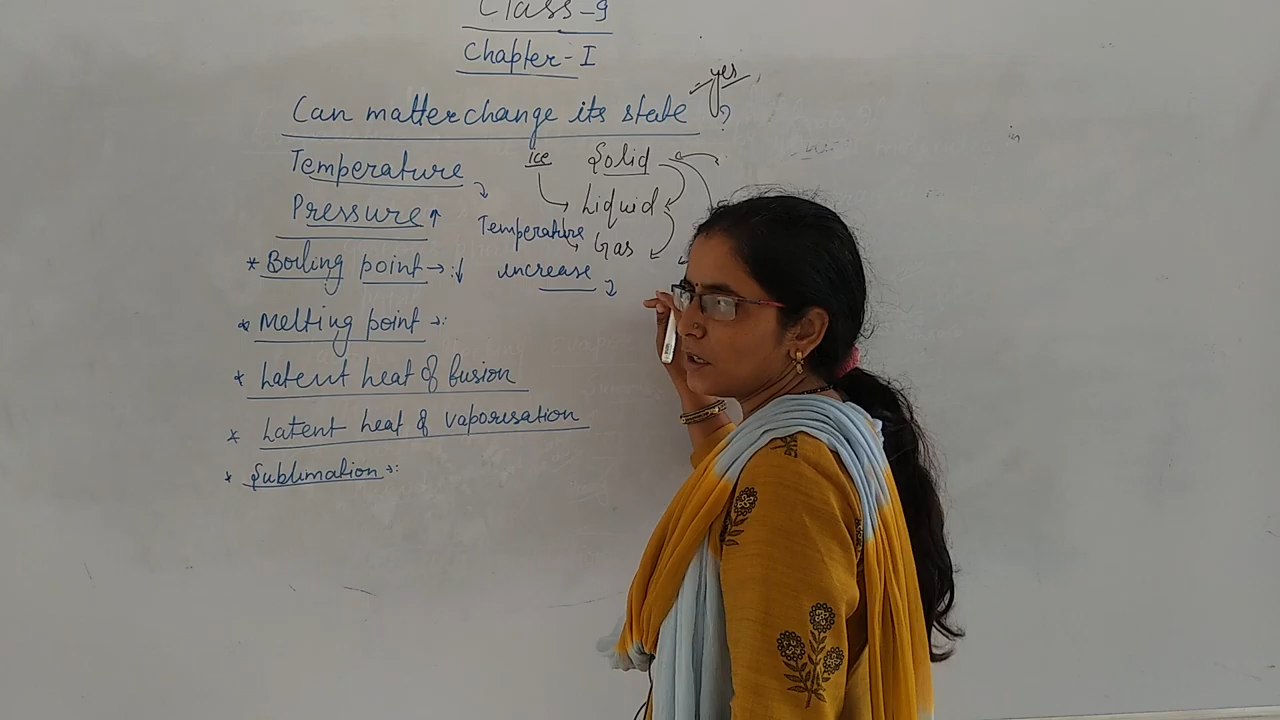 Class-9
Chapter-I
yes
Can matter change its state ?
Temperature
Ice Solid
Pressure↑
Liquid
Temperature
Gas
* Boiling point→:↓
increase
* Melting point →:
* Latent heat of fusion
* Latent heat of vaporisation
* Sublimation→: